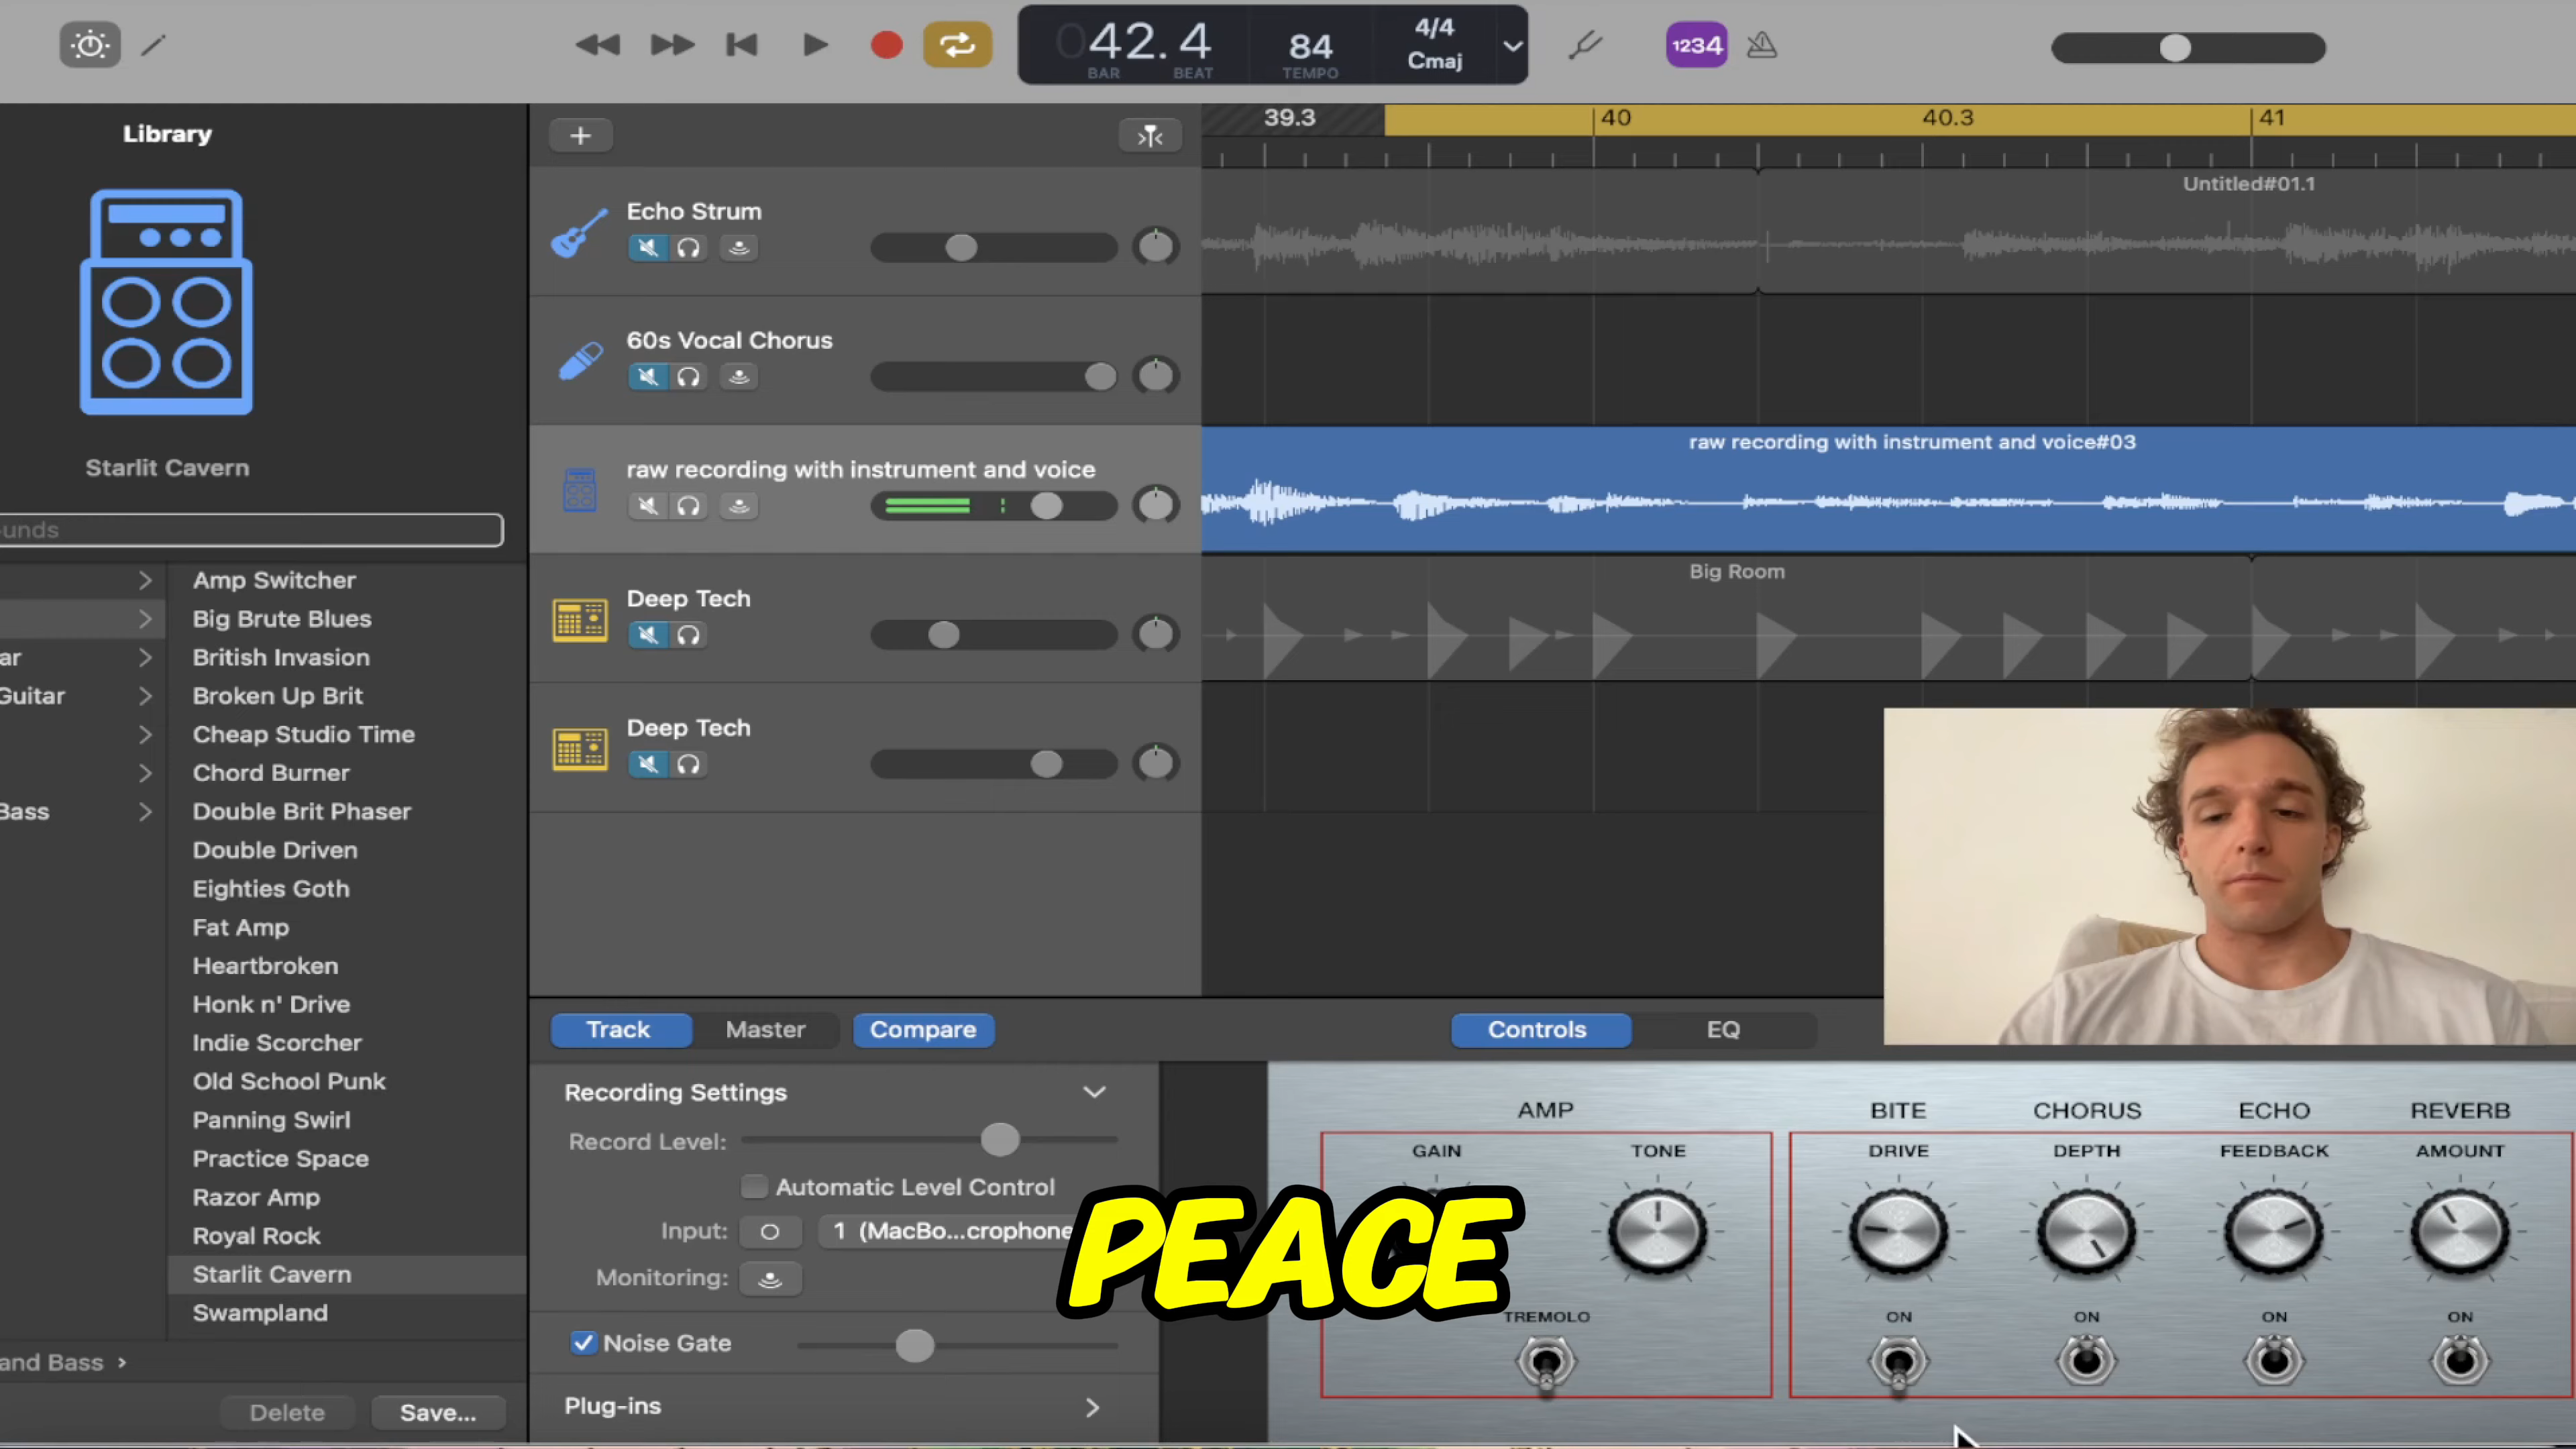 042.4
BAR
BEAT
84
TEMPO
4/4
Cmaj
1234
Library
39.3
40
40.3
41
Untitled#01.1
Echo Strum
60s Vocal Chorus
raw recording with instrument and voice
raw recording with instrument and voice#03
Starlit Cavern
unds
Deep Tech
Big Room
Deep Tech
Amp Switcher
Big Brute Blues
ar
British Invasion
Guitar
Broken Up Brit
Cheap Studio Time
Chord Burner
Bass
Double Brit Phaser
Double Driven
Eighties Goth
Fat Amp
Heartbroken
Honk n' Drive
Indie Scorcher
Old School Punk
Panning Swirl
Practice Space
Razor Amp
Royal Rock
Starlit Cavern
Swampland
and Bass
Delete
Save...
Track
Master
Compare
Controls
EQ
Recording Settings
Record Level:
Automatic Level Control
Input:
1 (MacBo...crophone
Monitoring:
Noise Gate
Plug-ins
PEACE
AMP
BITE
CHORUS
ECHO
REVERB
GAIN
TONE
DRIVE
DEPTH
FEEDBACK
AMOUNT
TREMOLO
ON
ON
ON
ON